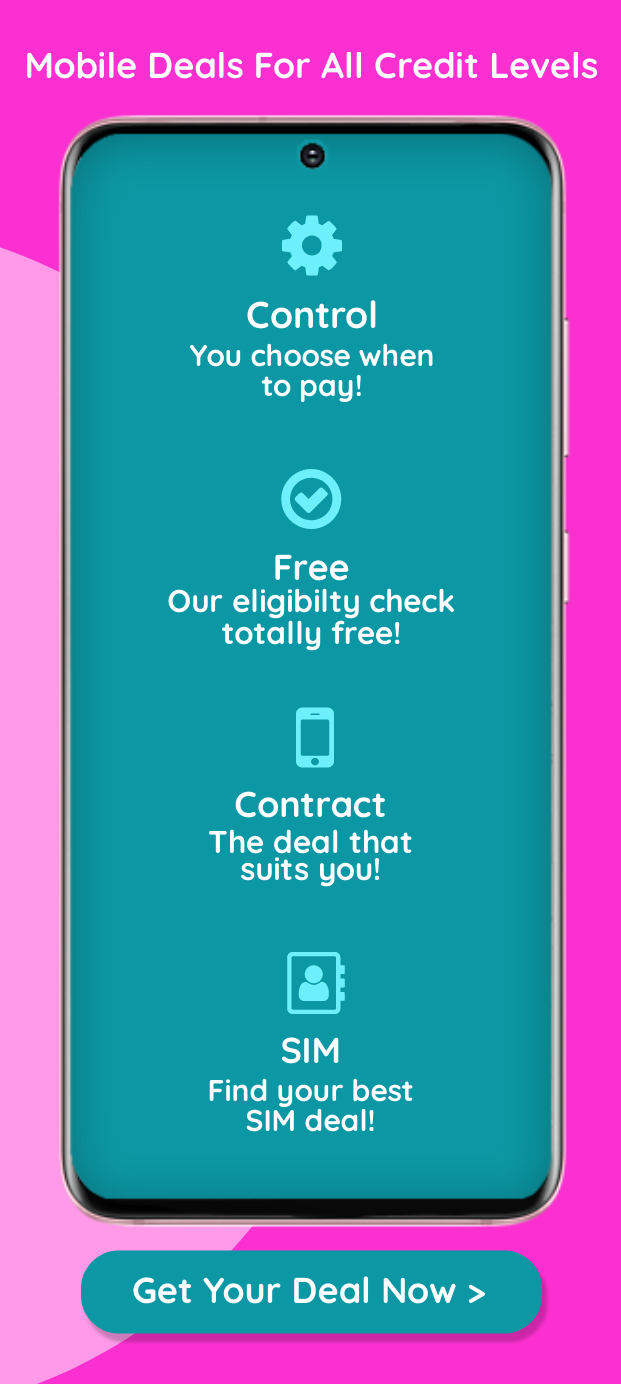 Mobile Deals For All Credit Levels
Control
You choose when
to pay!
Free
Our eligibilty check
totally free!
Contract
The deal that
suits you!
SIM
Find your best
SIM deal!
Get Your Deal Now >